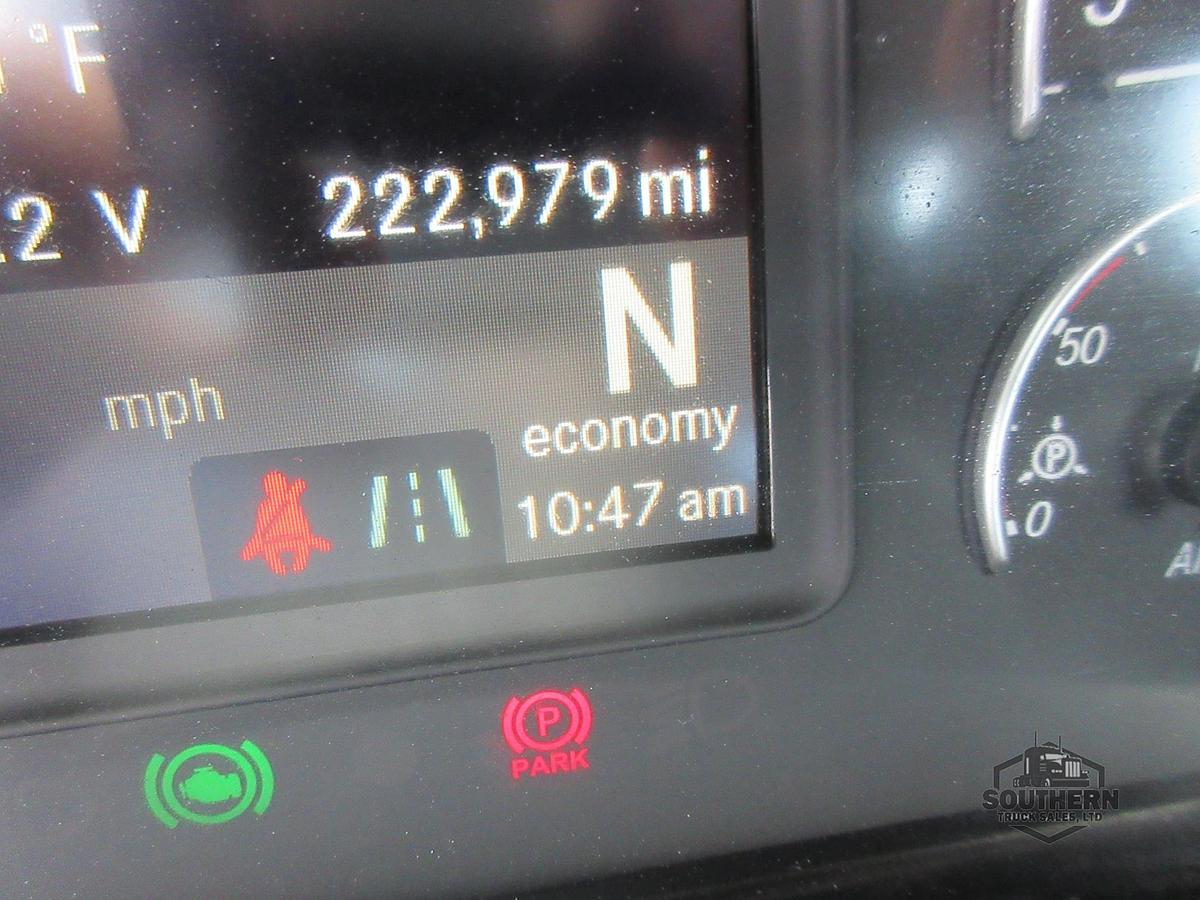 °F
.2 V
222,979 mi
N
mph
economy
10:47 am
50
P
0
P
PARK
SOUTHERN
TRUCK SALES, LTD